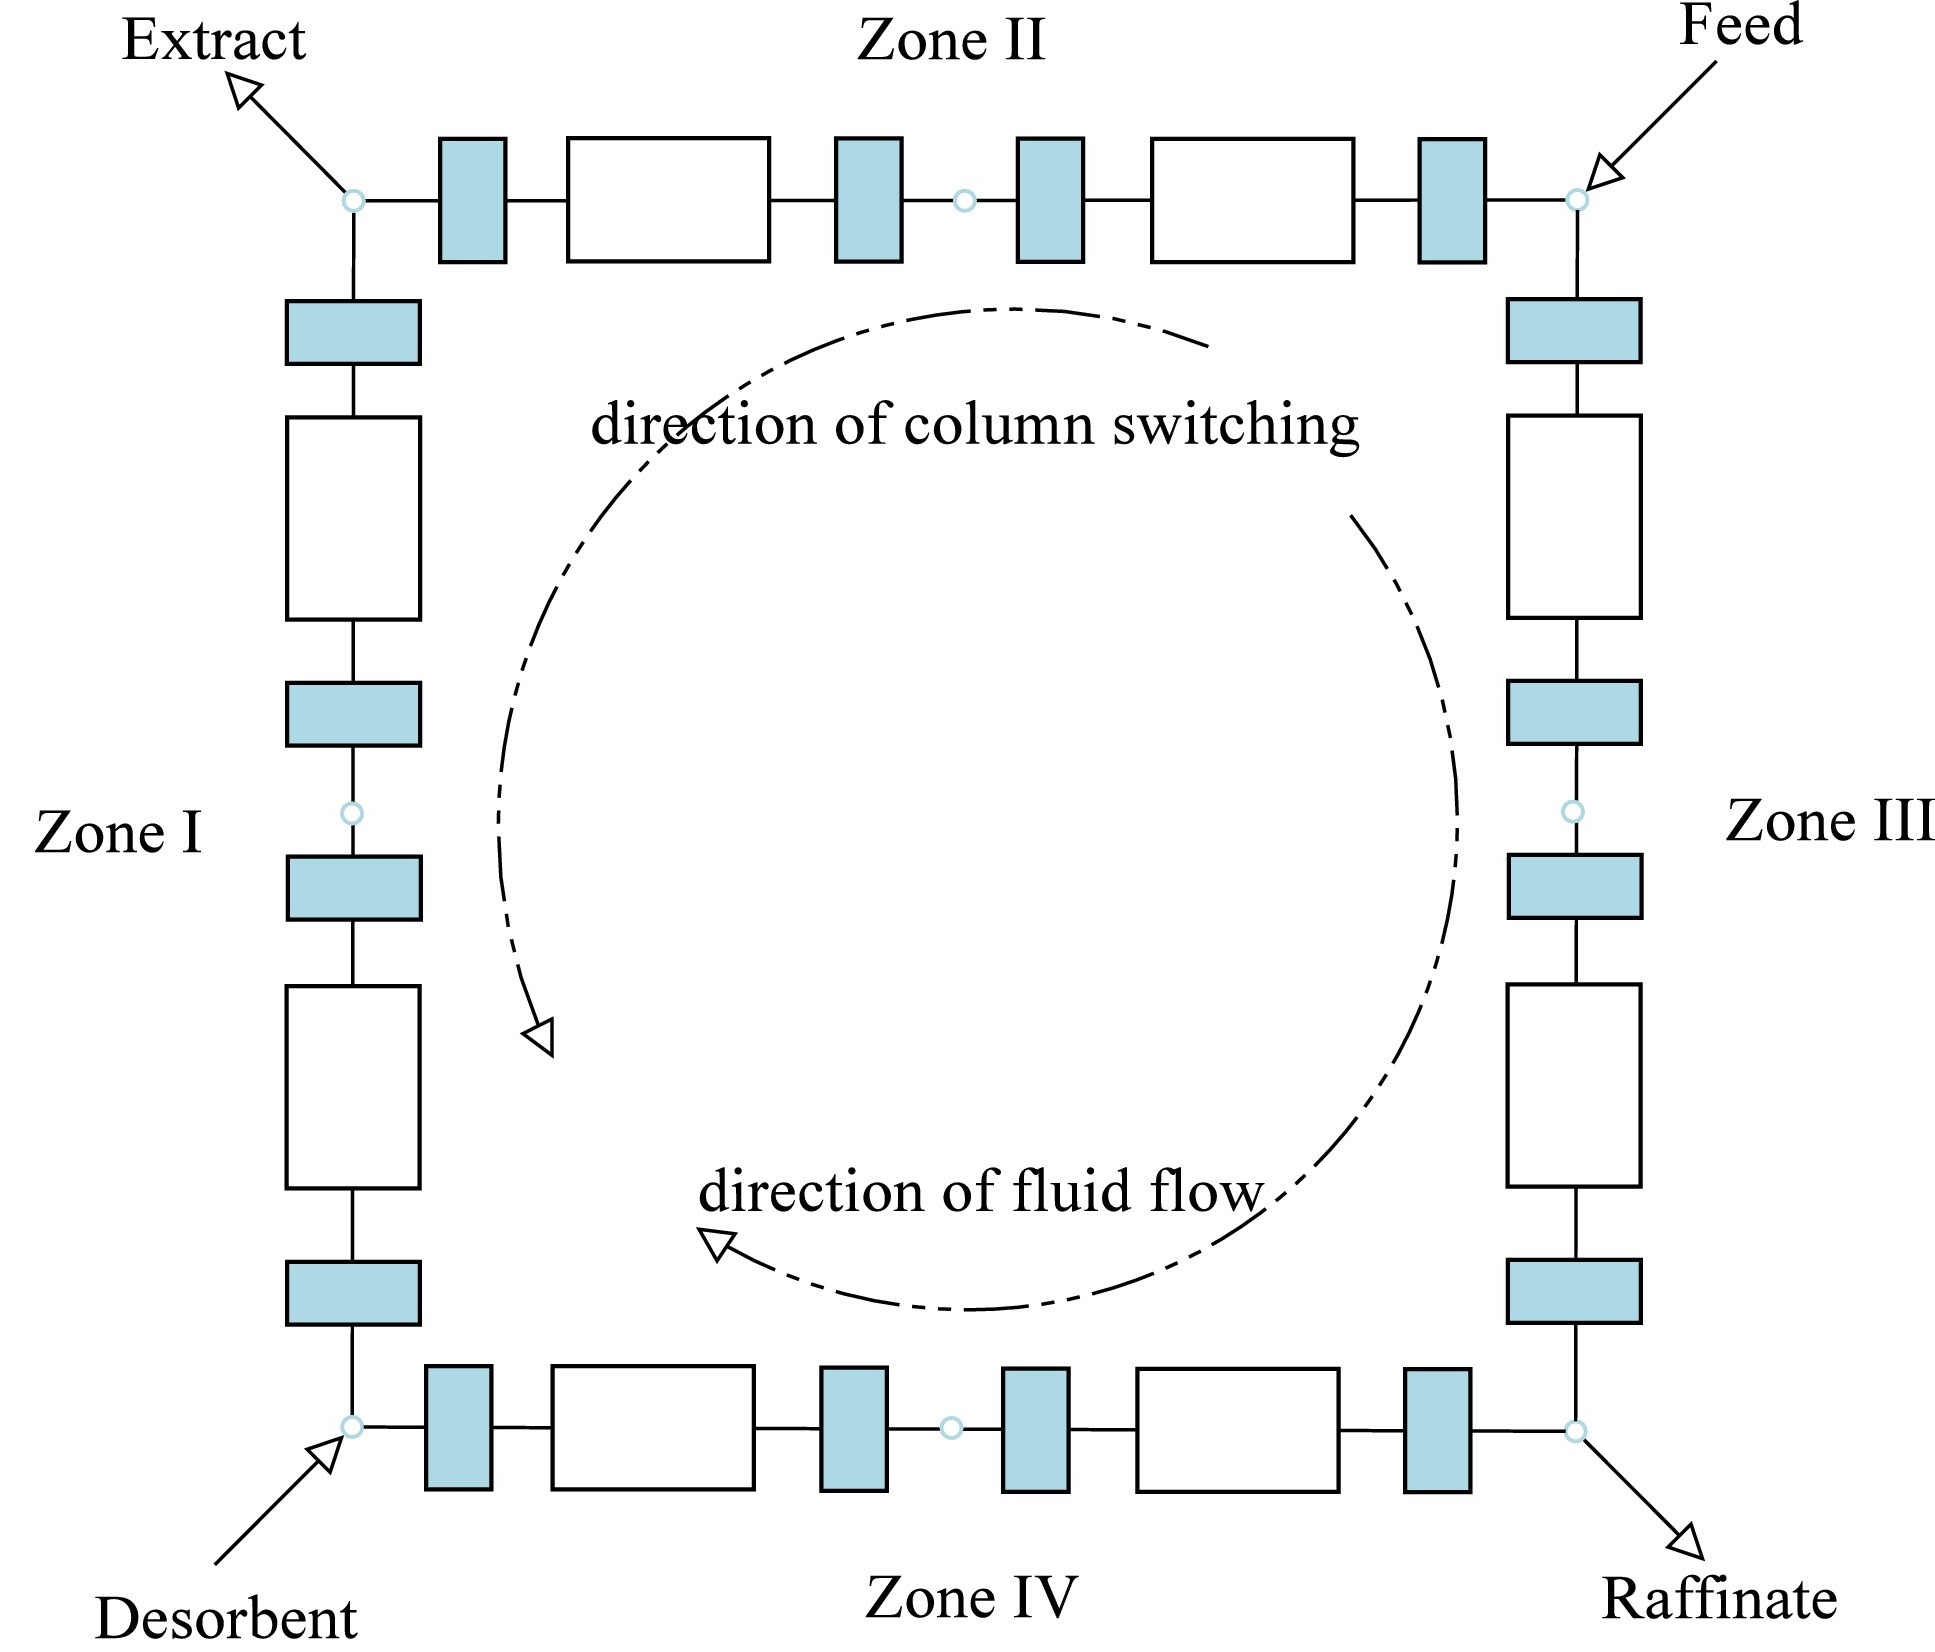 Extract
Zone II
Feed
direction of column switching
Zone I
Zone III
direction of fluid flow
Desorbent
Zone IV
Raffinate